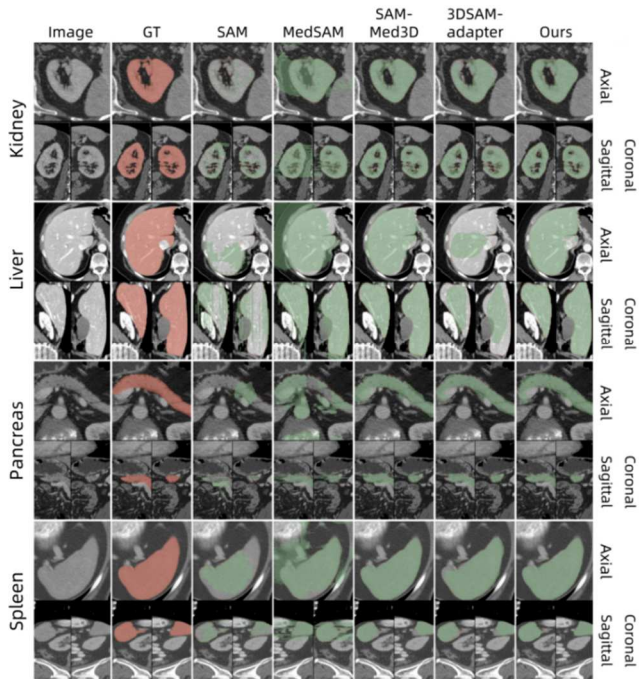 Image GT SAM MedSAM SAM-Med3D 3DSAM-adapter Ours
Kidney
Axial
Sagittal Coronal
Liver
Axial
Sagittal Coronal
Pancreas
Axial
Sagittal Coronal
Spleen
Axial
Sagittal Coronal